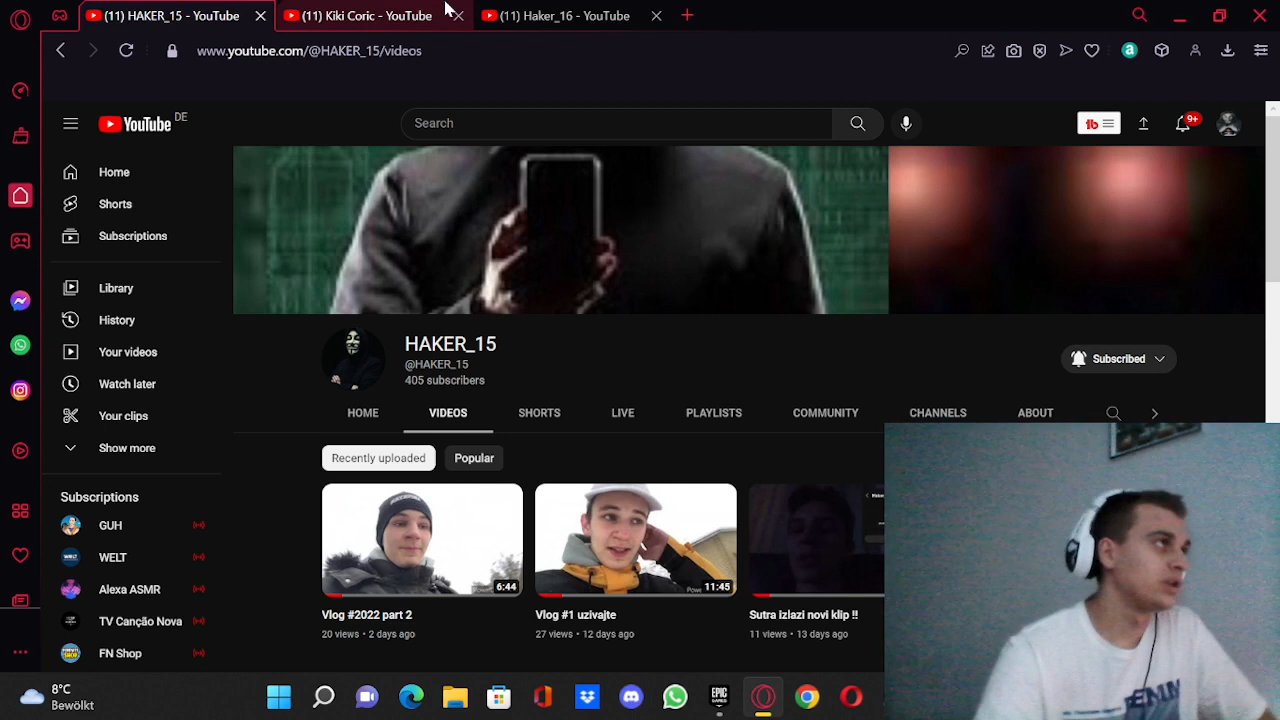 (11) HAKER_15 - YouTube
(11) Kiki Coric - YouTube
(11) Haker_16 - YouTube
www.youtube.com/@HAKER_15/videos
YouTube DE
Search
9+
Home
Shorts
Subscriptions
Library
History
Your videos
Watch later
Your clips
Show more
Subscriptions
GUH
WELT
Alexa ASMR
TV Canção Nova
FN Shop
HAKER_15
@HAKER_15
405 subscribers
Subscribed
HOME VIDEOS SHORTS LIVE PLAYLISTS COMMUNITY CHANNELS ABOUT
Recently uploaded Popular
6:44
11:45
Vlog #2022 part 2
20 views • 2 days ago
Vlog #1 uzivajte
27 views • 12 days ago
Sutra izlazi novi klip !!
11 views • 13 days ago
8°C
Bewölkt
EPIC
GAMES